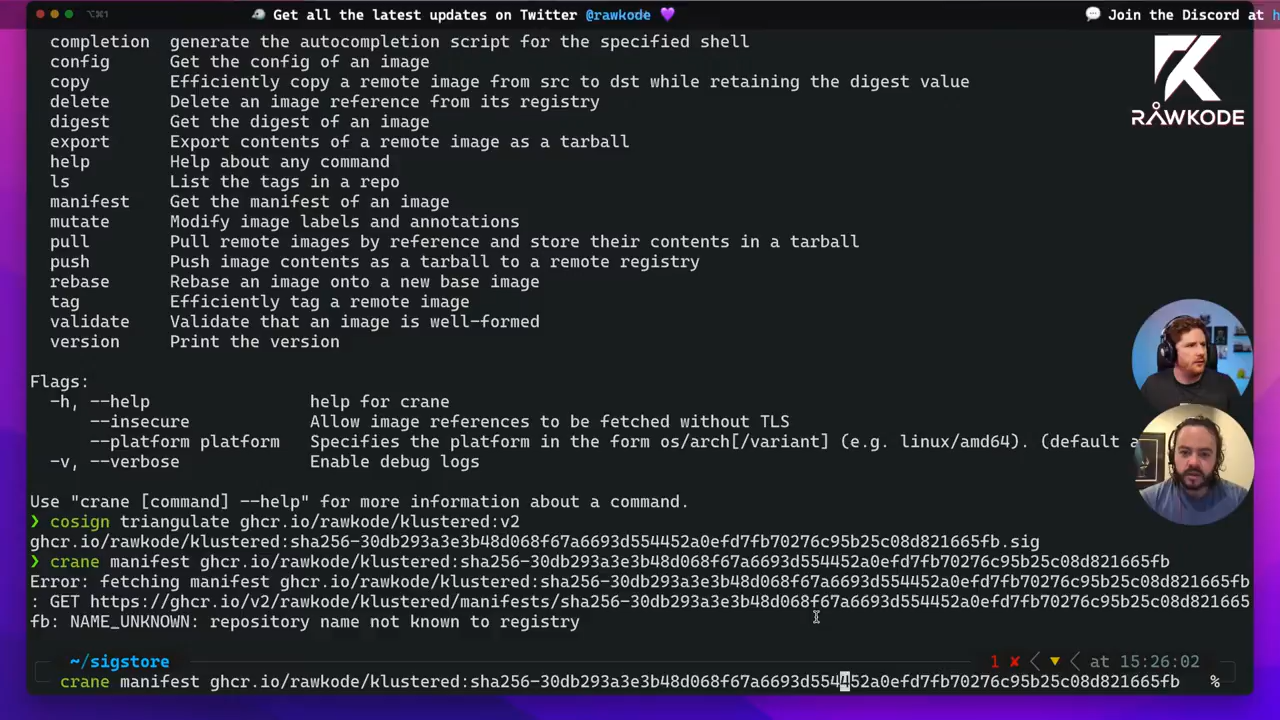 ⌥⌘1
Get all the latest updates on Twitter @rawkode 💜
💬 Join the Discord at h
completion generate the autocompletion script for the specified shell
config Get the config of an image
copy Efficiently copy a remote image from src to dst while retaining the digest value
delete Delete an image reference from its registry
digest Get the digest of an image
export Export contents of a remote image as a tarball
help Help about any command
ls List the tags in a repo
manifest Get the manifest of an image
mutate Modify image labels and annotations
pull Pull remote images by reference and store their contents in a tarball
push Push image contents as a tarball to a remote registry
rebase Rebase an image onto a new base image
tag Efficiently tag a remote image
validate Validate that an image is well-formed
version Print the version
RAWKODE
Flags:
-h, --help help for crane
--insecure Allow image references to be fetched without TLS
--platform platform Specifies the platform in the form os/arch[/variant] (e.g. linux/amd64). (default a
-v, --verbose Enable debug logs
Use "crane [command] --help" for more information about a command.
❯ cosign triangulate ghcr.io/rawkode/klustered:v2
ghcr.io/rawkode/klustered:sha256-30db293a3e3b48d068f67a6693d554452a0efd7fb70276c95b25c08d821665fb.sig
❯ crane manifest ghcr.io/rawkode/klustered:sha256-30db293a3e3b48d068f67a6693d554452a0efd7fb70276c95b25c08d821665fb
Error: fetching manifest ghcr.io/rawkode/klustered:sha256-30db293a3e3b48d068f67a6693d554452a0efd7fb70276c95b25c08d821665fb
: GET https://ghcr.io/v2/rawkode/klustered/manifests/sha256-30db293a3e3b48d068f67a6693d554452a0efd7fb70276c95b25c08d821665
fb: NAME_UNKNOWN: repository name not known to registry
~/sigstore 1 ✘ at 15:26:02
crane manifest ghcr.io/rawkode/klustered:sha256-30db293a3e3b48d068f67a6693d554452a0efd7fb70276c95b25c08d821665fb %